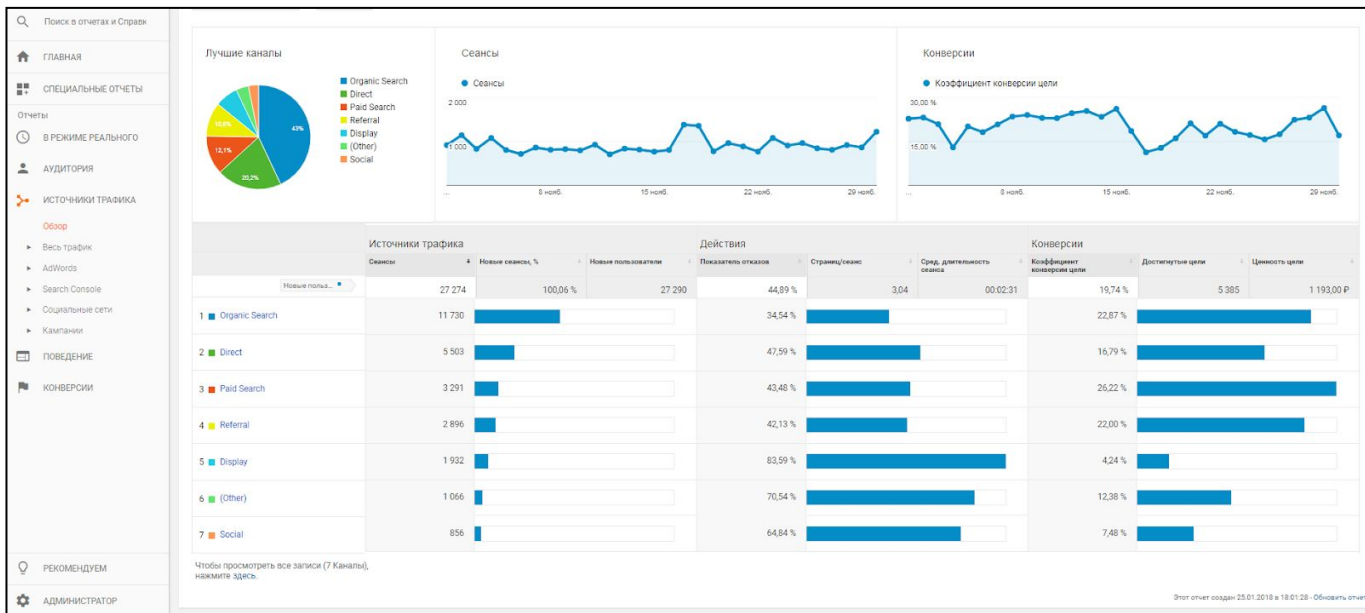 Поиск в отчетах и Справк
ГЛАВНАЯ
СПЕЦИАЛЬНЫЕ ОТЧЕТЫ
Отчеты
В РЕЖИМЕ РЕАЛЬНОГО
АУДИТОРИЯ
ИСТОЧНИКИ ТРАФИКА
Обзор
Весь трафик
AdWords
Search Console
Социальные сети
Кампании
ПОВЕДЕНИЕ
КОНВЕРСИИ
РЕКОМЕНДУЕМ
АДМИНИСТРАТОР
Лучшие каналы
Organic Search
Direct
Paid Search
Referral
Display
(Other)
Social
43%
20,2%
12,1%
10,6%
Сеансы
Сеансы
2 000
1 000
... 8 нояб. 15 нояб. 22 нояб. 29 нояб.
Конверсии
Коэффициент конверсии цели
30,00 %
15,00 %
... 8 нояб. 15 нояб. 22 нояб. 29 нояб.
Источники трафика Действия Конверсии
Сеансы Новые сеансы, % Новые пользователи Показатель отказов Страниц/сеанс Сред. длительность сеанса Коэффициент конверсии цели Достигнутые цели Ценность цели
Новые польз... 27 274 100,06 % 27 290 44,89 % 3,04 00:02:31 19,74 % 5 385 1 193,00 ₽
1 Organic Search 11 730 34,54 % 22,87 %
2 Direct 5 503 47,59 % 16,79 %
3 Paid Search 3 291 43,48 % 26,22 %
4 Referral 2 896 42,13 % 22,00 %
5 Display 1 932 83,59 % 4,24 %
6 (Other) 1 066 70,54 % 12,38 %
7 Social 856 64,84 % 7,48 %
Чтобы просмотреть все записи (7 Каналы),
нажмите здесь.
Этот отчет создан 25.01.2018 в 18:01:28 - Обновить отчет